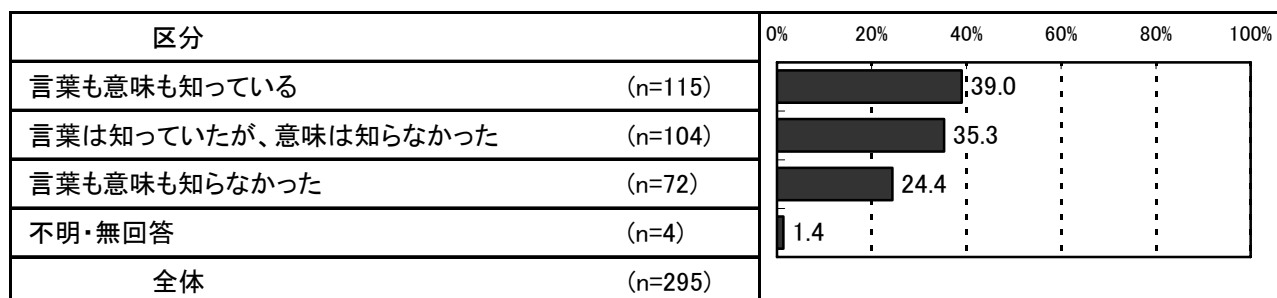 区分 0% 20% 40% 60% 80% 100%
言葉も意味も知っている (n=115) 39.0
言葉は知っていたが、意味は知らなかった (n=104) 35.3
言葉も意味も知らなかった (n=72) 24.4
不明・無回答 (n=4) 1.4
全体 (n=295)